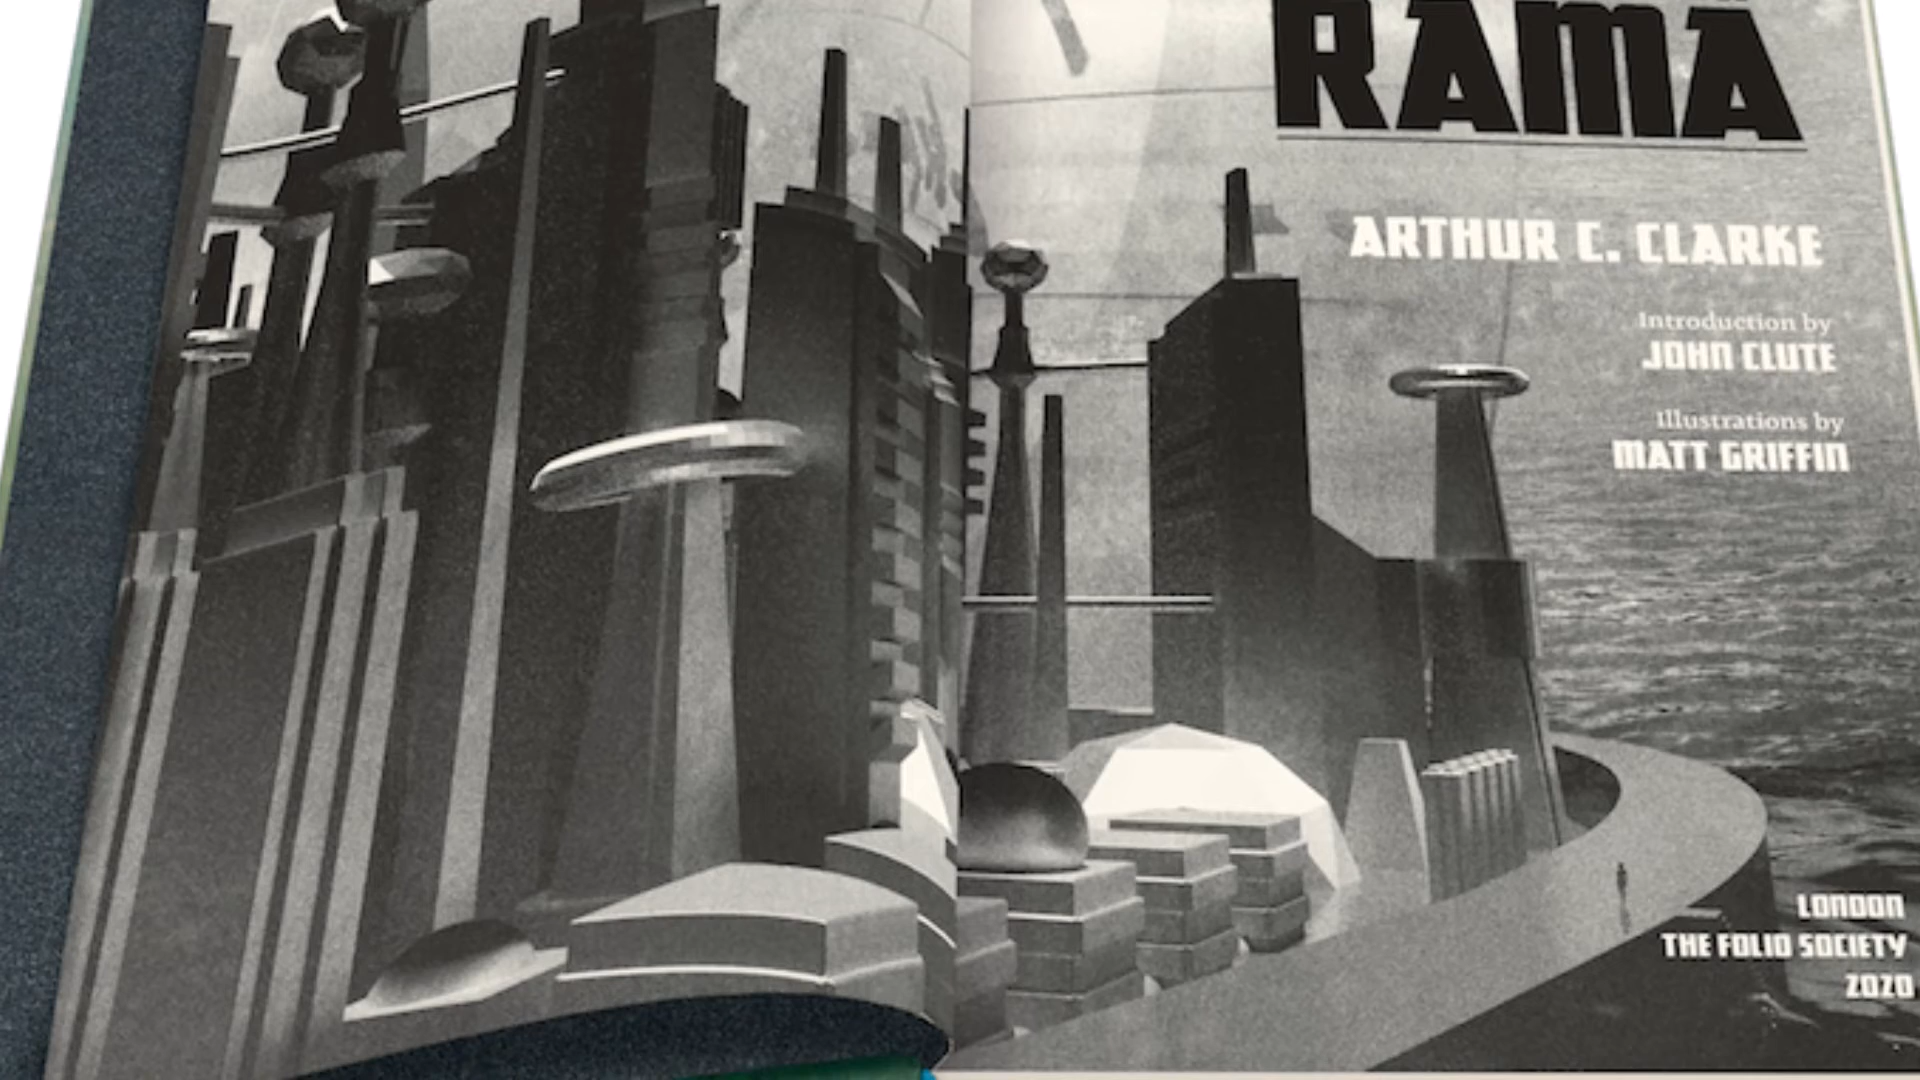 RAMA
ARTHUR C. CLARKE
Introduction by
JOHN CLUTE
Illustrations by
MATT GRIFFIN
LONDON
THE FOLIO SOCIETY
2020